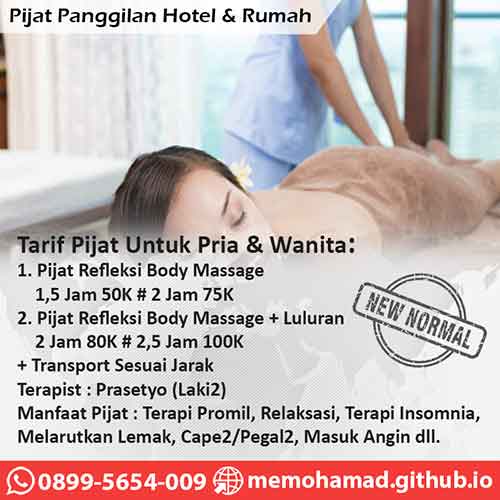 Pijat Panggilan Hotel & Rumah
Tarif Pijat Untuk Pria & Wanita:
1. Pijat Refleksi Body Massage
1,5 Jam 50K # 2 Jam 75K
2. Pijat Refleksi Body Massage + Luluran
2 Jam 80K # 2,5 Jam 100K
+ Transport Sesuai Jarak
Terapist : Prasetyo (Laki2)
Manfaat Pijat : Terapi Promil, Relaksasi, Terapi Insomnia,
Melarutkan Lemak, Cape2/Pegal2, Masuk Angin dll.
NEW NORMAL
0899-5654-009 memohamad.github.io